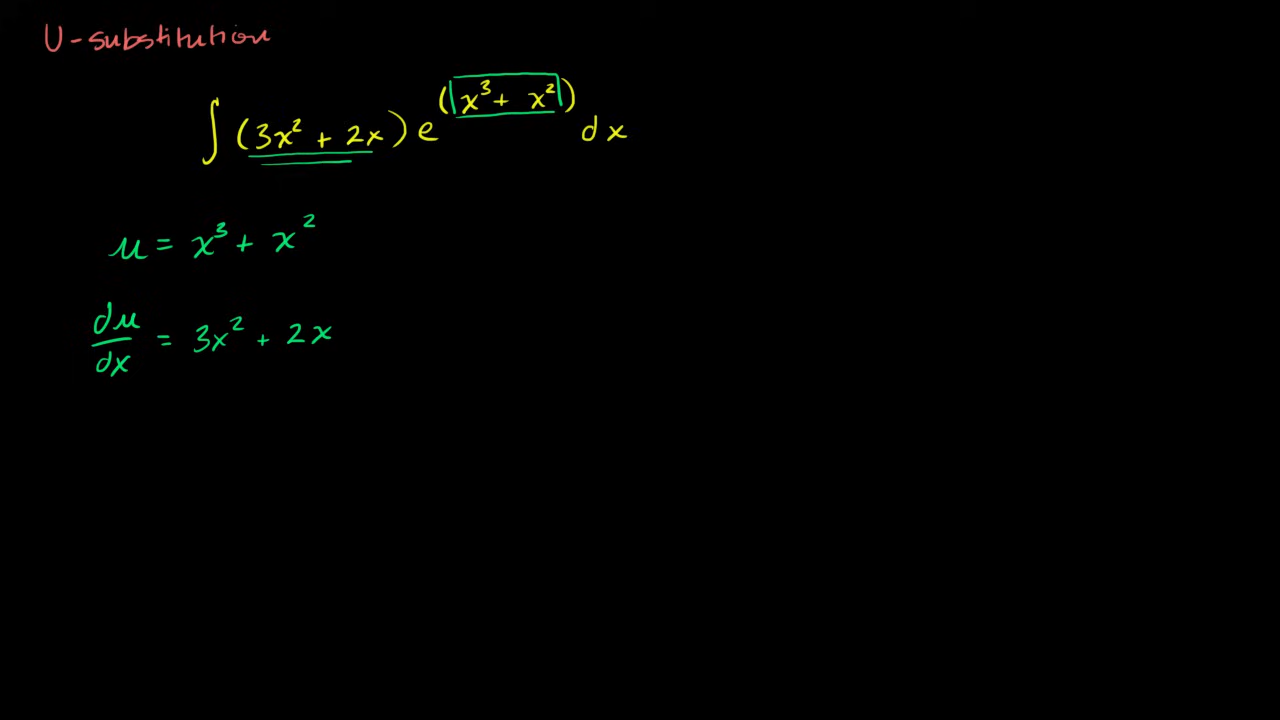 U-substitution
∫ (3x² + 2x) e^(x³ + x²) dx
u = x³ + x²
du/dx = 3x² + 2x